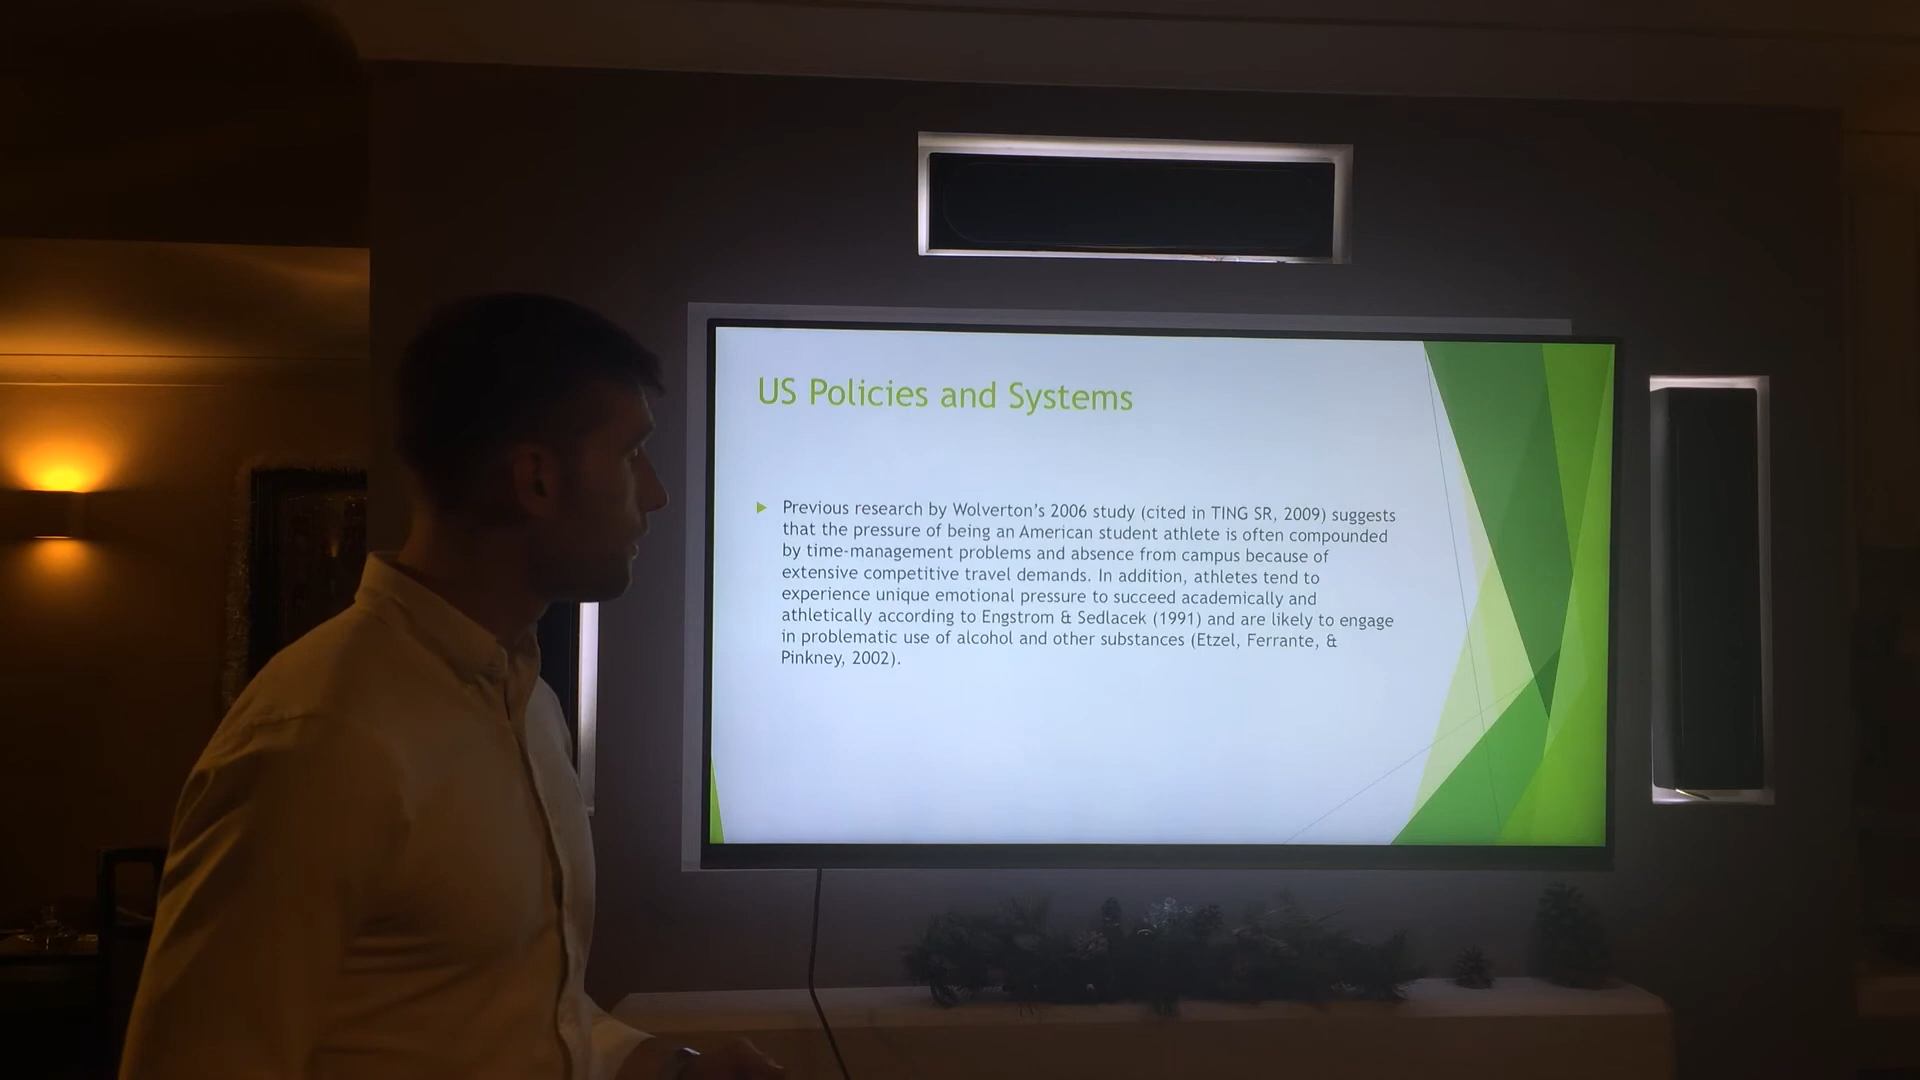 US Policies and Systems
Previous research by Wolverton's 2006 study (cited in TING SR, 2009) suggests
that the pressure of being an American student athlete is often compounded
by time-management problems and absence from campus because of
extensive competitive travel demands. In addition, athletes tend to
experience unique emotional pressure to succeed academically and
athletically according to Engstrom & Sedlacek (1991) and are likely to engage
in problematic use of alcohol and other substances (Etzel, Ferrante, &
Pinkney, 2002).